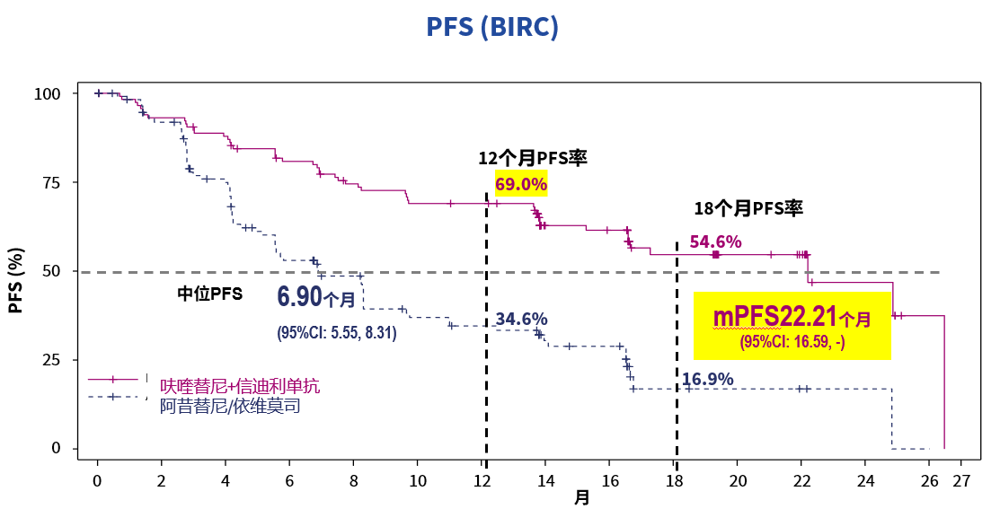 PFS (BIRC)
100
75
50
25
0
PFS (%)
12个月PFS率
69.0%
18个月PFS率
54.6%
中位PFS
6.90个月
(95%CI: 5.55, 8.31)
34.6%
mPFS22.21个月
(95%CI: 16.59, -)
16.9%
呋喹替尼+信迪利单抗
阿昔替尼/依维莫司
0 2 4 6 8 10 12 14 16 18 20 22 24 26 27
月